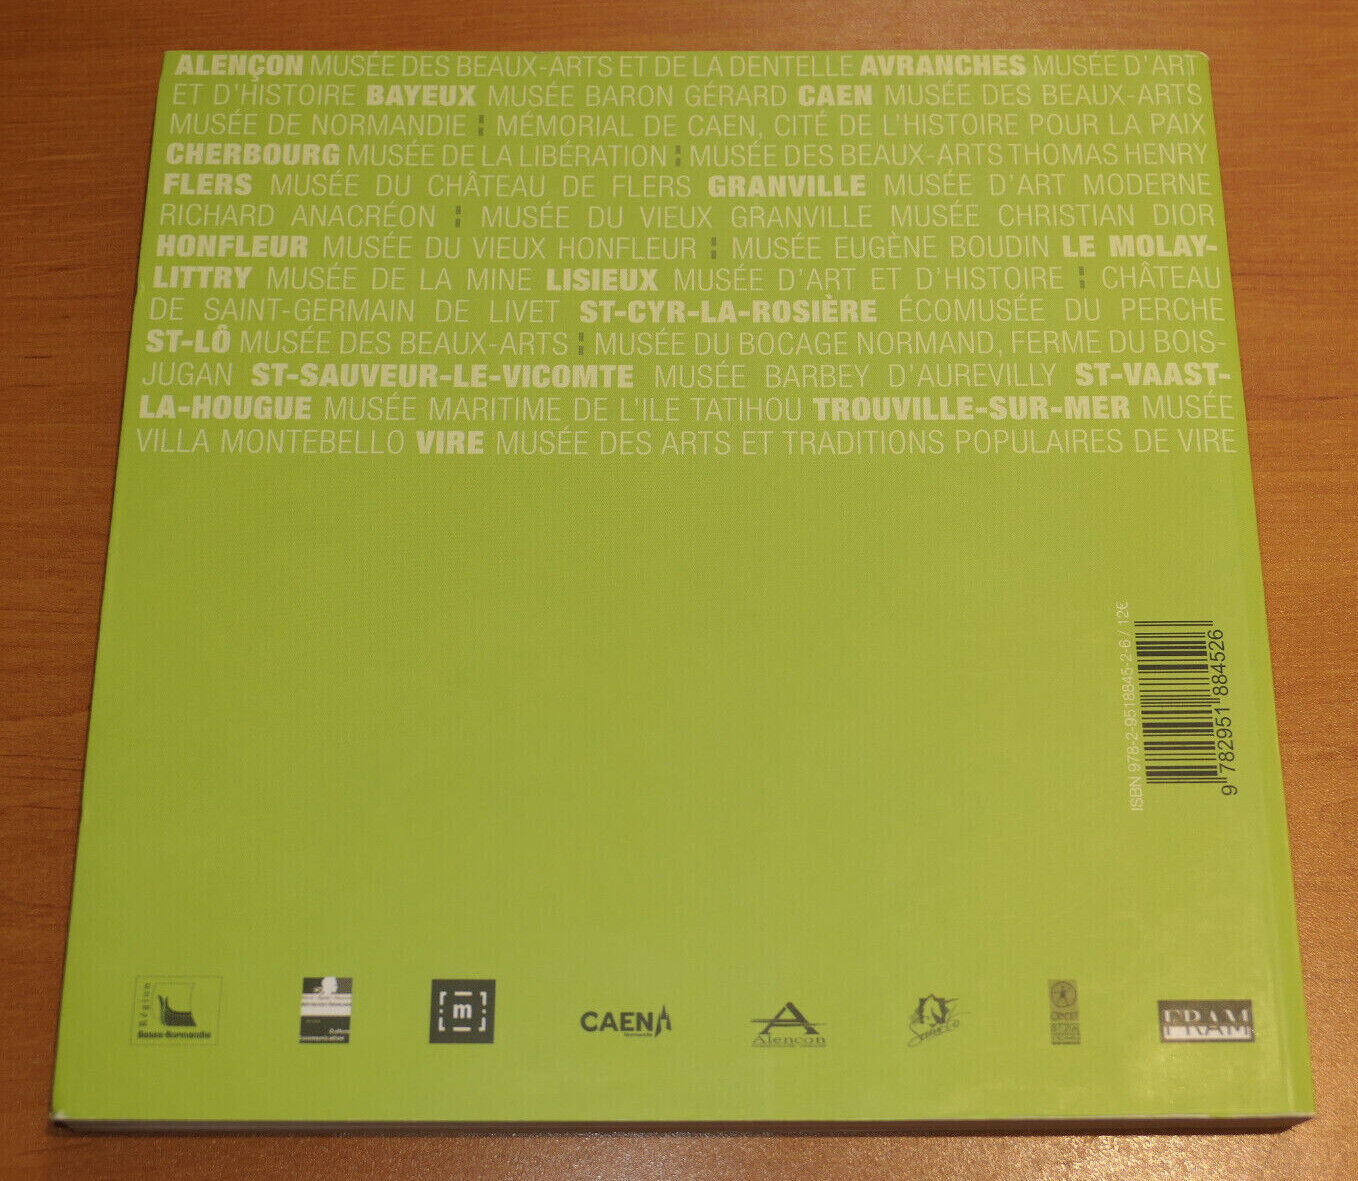 ALENÇON MUSÉE DES BEAUX-ARTS ET DE LA DENTELLE AVRANCHES MUSÉE D'ART
ET D'HISTOIRE BAYEUX MUSÉE BARON GÉRARD CAEN MUSÉE DES BEAUX-ARTS
MUSÉE DE NORMANDIE ¦ MÉMORIAL DE CAEN, CITÉ DE L'HISTOIRE POUR LA PAIX
CHERBOURG MUSÉE DE LA LIBÉRATION ¦ MUSÉE DES BEAUX-ARTS THOMAS HENRY
FLERS MUSÉE DU CHÂTEAU DE FLERS GRANVILLE MUSÉE D'ART MODERNE
RICHARD ANACRÉON ¦ MUSÉE DU VIEUX GRANVILLE MUSÉE CHRISTIAN DIOR
HONFLEUR MUSÉE DU VIEUX HONFLEUR ¦ MUSÉE EUGÈNE BOUDIN LE MOLAY-
LITTRY MUSÉE DE LA MINE LISIEUX MUSÉE D'ART ET D'HISTOIRE ¦ CHÂTEAU
DE SAINT-GERMAIN DE LIVET ST-CYR-LA-ROSIÈRE ÉCOMUSÉE DU PERCHE
ST-LÔ MUSÉE DES BEAUX-ARTS ¦ MUSÉE DU BOCAGE NORMAND, FERME DU BOIS-
JUGAN ST-SAUVEUR-LE-VICOMTE MUSÉE BARBEY D'AUREVILLY ST-VAAST-
LA-HOUGUE MUSÉE MARITIME DE L'ILE TATIHOU TROUVILLE-SUR-MER MUSÉE
VILLA MONTEBELLO VIRE MUSÉE DES ARTS ET TRADITIONS POPULAIRES DE VIRE
ISBN 978-2-9518845-2-6 / 12€
9 782951 884526
Région
Basse-Normandie
Culture
Communication
[m]
CAEN
Normandie
Alençon
FRAM